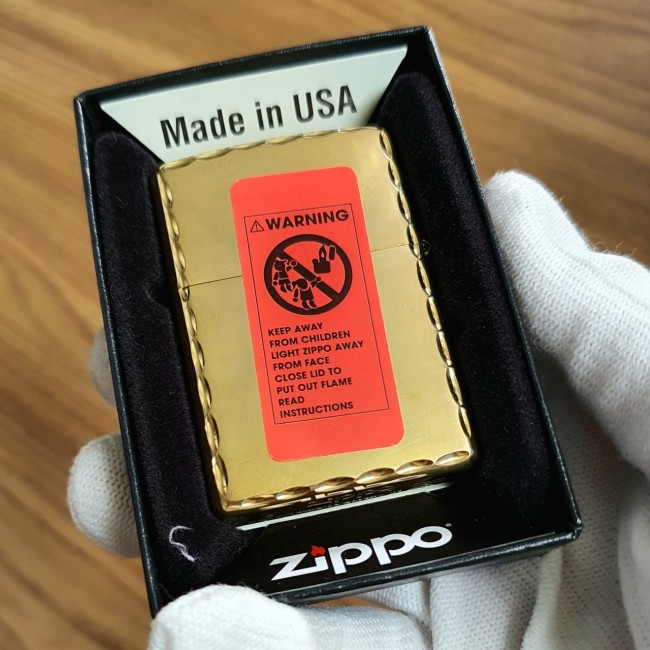 Made in USA
⚠WARNING
KEEP AWAY
FROM CHILDREN
LIGHT ZIPPO AWAY
FROM FACE
CLOSE LID TO
PUT OUT FLAME
READ
INSTRUCTIONS
zippo®